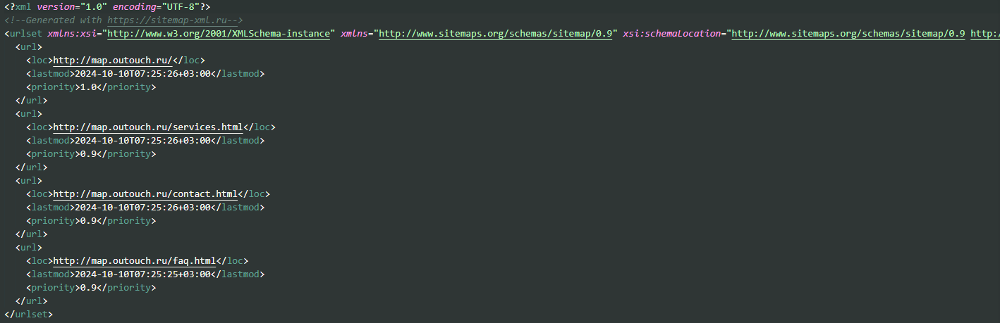 <?xml version="1.0" encoding="UTF-8"?>
<!--Generated with https://sitemap-xml.ru-->
<urlset xmlns:xsi="http://www.w3.org/2001/XMLSchema-instance" xmlns="http://www.sitemaps.org/schemas/sitemap/0.9" xsi:schemaLocation="http://www.sitemaps.org/schemas/sitemap/0.9 http:/
<url>
<loc>http://map.outouch.ru/</loc>
<lastmod>2024-10-10T07:25:26+03:00</lastmod>
<priority>1.0</priority>
</url>
<url>
<loc>http://map.outouch.ru/services.html</loc>
<lastmod>2024-10-10T07:25:26+03:00</lastmod>
<priority>0.9</priority>
</url>
<url>
<loc>http://map.outouch.ru/contact.html</loc>
<lastmod>2024-10-10T07:25:26+03:00</lastmod>
<priority>0.9</priority>
</url>
<url>
<loc>http://map.outouch.ru/faq.html</loc>
<lastmod>2024-10-10T07:25:25+03:00</lastmod>
<priority>0.9</priority>
</url>
</urlset>